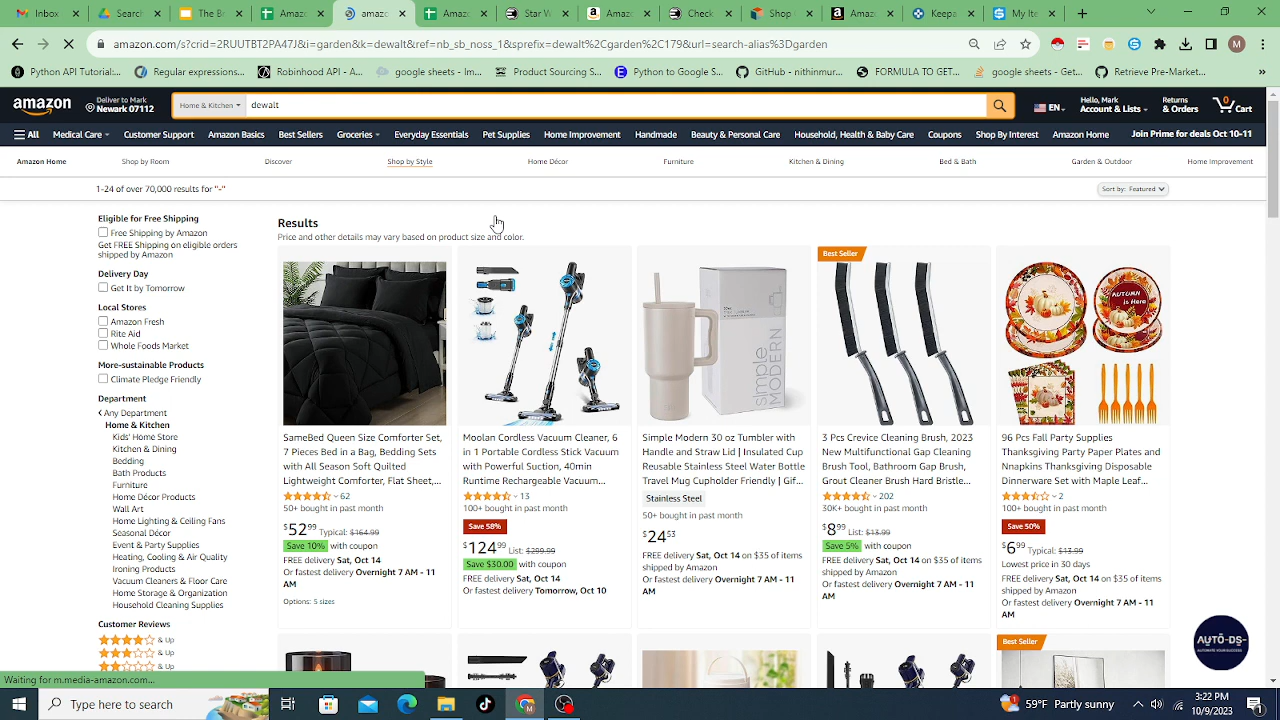 Inbox
The Br
amazo
amazo
Amazo
Star W
Amazo
Check
Shop
Amazo
Keepa
My Ite
amazon.com/s?crid=2RUUTBT2PA47J&i=garden&k=dewalt&ref=nb_sb_noss_1&sprefix=dewalt%2Cgarden%2C179&url=search-alias%3Dgarden
M
Python API Tutorial...
Regular expressions...
Robinhood API - A...
google sheets - Im...
Product Sourcing S...
Python to Google S...
GitHub - nithinmur...
FORMULA TO GET...
google sheets - Get...
Retrive Pre-Market...
»
amazon
Deliver to Mark
Newark 07112
Home & Kitchen
dewalt
EN
Hello, Mark
Account & Lists
Returns
& Orders
0
Cart
All
Medical Care
Customer Support
Amazon Basics
Best Sellers
Groceries
Everyday Essentials
Pet Supplies
Home Improvement
Handmade
Beauty & Personal Care
Household, Health & Baby Care
Coupons
Shop By Interest
Amazon Home
Join Prime for deals Oct 10-11
Amazon Home
Shop by Room
Discover
Shop by Style
Home Décor
Furniture
Kitchen & Dining
Bed & Bath
Garden & Outdoor
Home Improvement
1-24 of over 70,000 results for "-"
Sort by: Featured
Eligible for Free Shipping
Free Shipping by Amazon
Get FREE Shipping on eligible orders
shipped by Amazon
Delivery Day
Get It by Tomorrow
Local Stores
Amazon Fresh
Rite Aid
Whole Foods Market
More-sustainable Products
Climate Pledge Friendly
Department
Any Department
Home & Kitchen
Kids' Home Store
Kitchen & Dining
Bedding
Bath Products
Furniture
Home Décor Products
Wall Art
Home Lighting & Ceiling Fans
Seasonal Décor
Event & Party Supplies
Heating, Cooling & Air Quality
Ironing Products
Vacuum Cleaners & Floor Care
Home Storage & Organization
Household Cleaning Supplies
Customer Reviews
& Up
& Up
& Up
Results
Price and other details may vary based on product size and color.
SameBed Queen Size Comforter Set,
7 Pieces Bed in a Bag, Bedding Sets
with All Season Soft Quilted
Lightweight Comforter, Flat Sheet,...
62
50+ bought in past month
$52 99 Typical: $164.99
Save 10% with coupon
FREE delivery Sat, Oct 14
Or fastest delivery Overnight 7 AM - 11
AM
Options: 5 sizes
Moolan Cordless Vacuum Cleaner, 6
in 1 Portable Cordless Stick Vacuum
with Powerful Suction, 40min
Runtime Rechargeable Vacuum...
13
100+ bought in past month
Save 58%
$124 99 List: $299.99
Save $30.00 with coupon
FREE delivery Sat, Oct 14
Or fastest delivery Tomorrow, Oct 10
simple
modern
Simple Modern 30 oz Tumbler with
Handle and Straw Lid | Insulated Cup
Reusable Stainless Steel Water Bottle
Travel Mug Cupholder Friendly | Gif...
Stainless Steel
50+ bought in past month
$24 53
FREE delivery Sat, Oct 14 on $35 of items
shipped by Amazon
Or fastest delivery Overnight 7 AM - 11
AM
Best Seller
3 Pcs Crevice Cleaning Brush, 2023
New Multifunctional Gap Cleaning
Brush Tool, Bathroom Gap Brush,
Grout Scrub Brush Hard Bristle...
202
30K+ bought in past month
$8 99 List: $13.99
Save 5% with coupon
FREE delivery Sat, Oct 14 on $35 of items
shipped by Amazon
Or fastest delivery Overnight 7 AM - 11
AM
AUTUMN
is Here
96 Pcs Fall Party Supplies
Thanksgiving Party Paper Plates and
Napkins Thanksgiving Disposable
Dinnerware Set with Maple Leaf...
2
100+ bought in past month
Save 50%
$6 99 Typical: $13.99
Lowest price in 30 days
FREE delivery Sat, Oct 14 on $35 of items
shipped by Amazon
Or fastest delivery Overnight 7 AM - 11
AM
Best Seller
AUTO-DS-
AUTOMATE YOUR SUCCESS
Waiting for m.media-amazon.com...
Type here to search
M
1
59°F Partly sunny
3:22 PM
10/9/2023